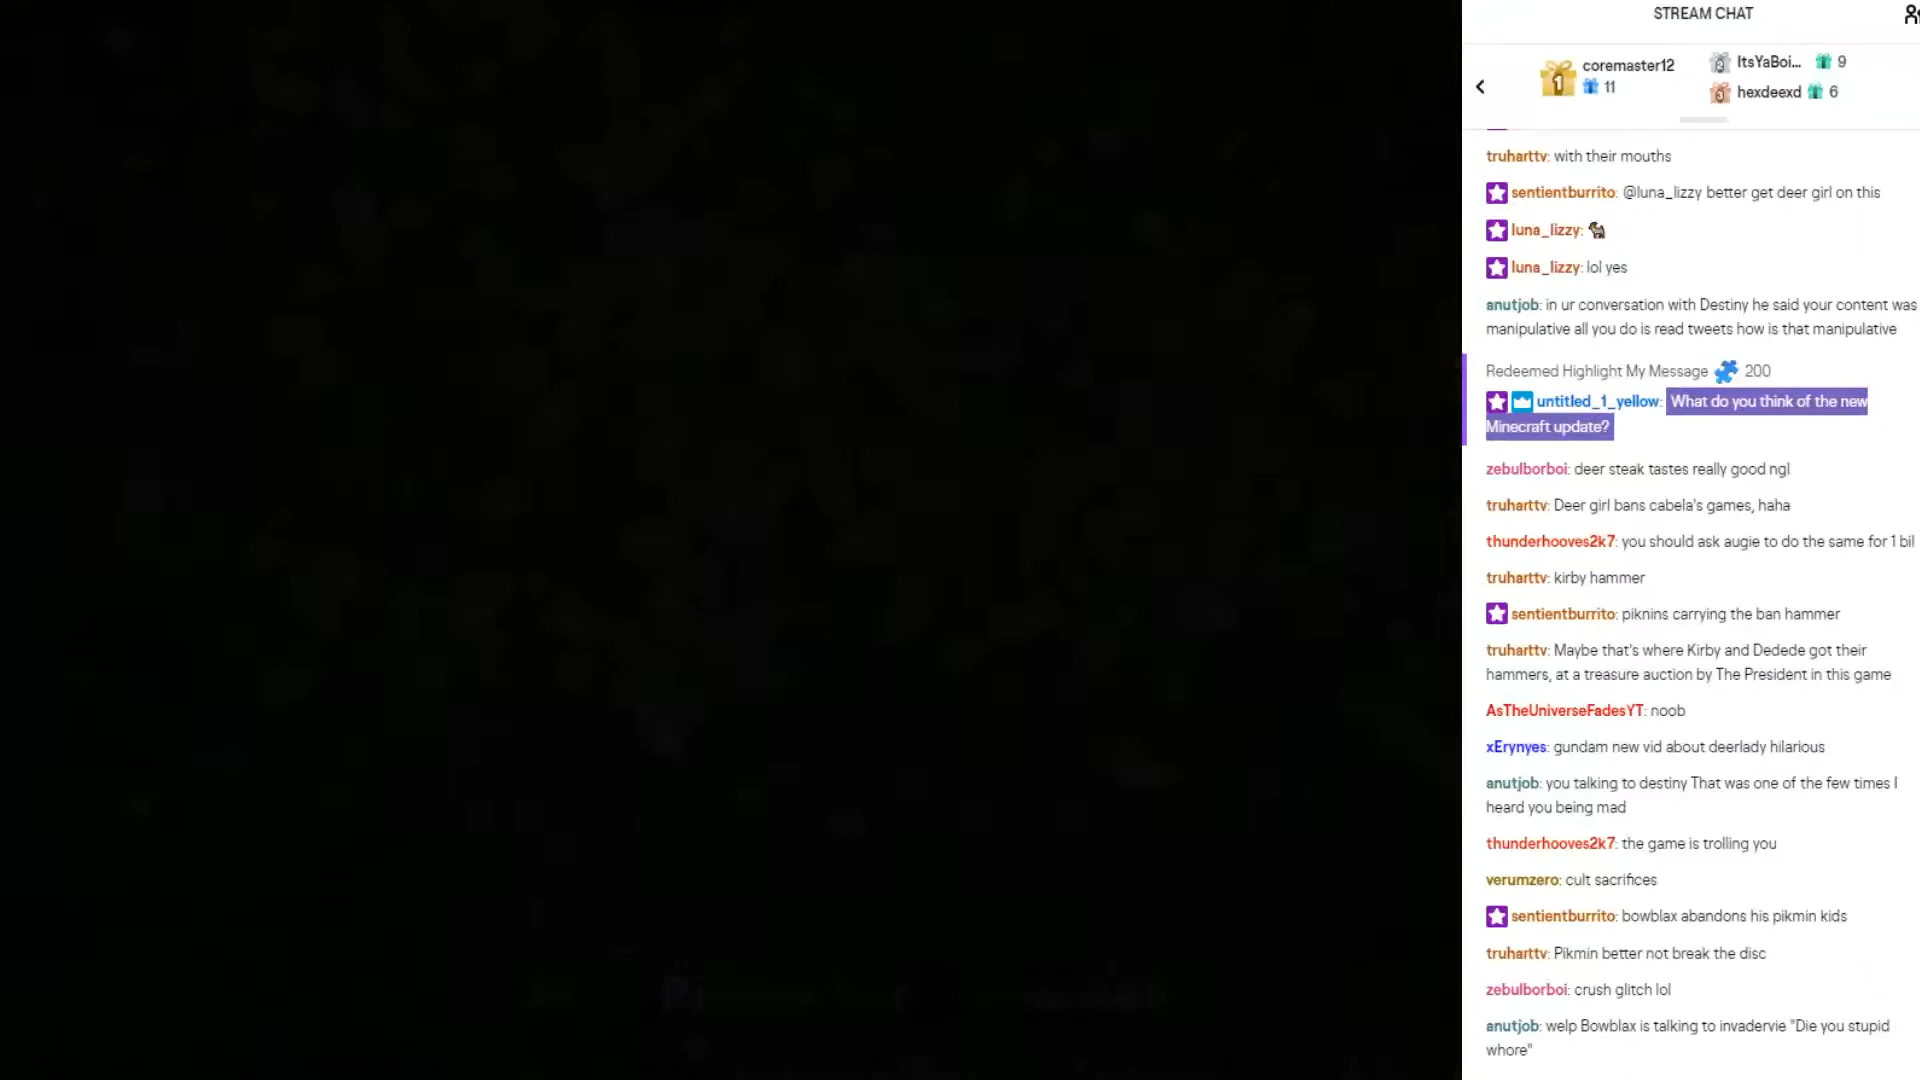 STREAM CHAT
coremaster12
11
ItsYaBoi... 9
hexdeexd 6
truharttv: with their mouths
sentientburrito: @luna_lizzy better get deer girl on this
luna_lizzy:
luna_lizzy: lol yes
anutjob: in ur conversation with Destiny he said your content was
manipulative all you do is read tweets how is that manipulative
Redeemed Highlight My Message 200
untitled_1_yellow: What do you think of the new
Minecraft update?
zebulborboi: deer steak tastes really good ngl
truharttv: Deer girl bans cabela's games, haha
thunderhooves2k7: you should ask augie to do the same for 1 bil
truharttv: kirby hammer
sentientburrito: piknins carrying the ban hammer
truharttv: Maybe that's where Kirby and Dedede got their
hammers, at a treasure auction by The President in this game
AsTheUniverseFadesYT: noob
xErynyes: gundam new vid about deerlady hilarious
anutjob: you talking to destiny That was one of the few times I
heard you being mad
thunderhooves2k7: the game is trolling you
verumzero: cult sacrifices
sentientburrito: bowblax abandons his pikmin kids
truharttv: Pikmin better not break the disc
zebulborboi: crush glitch lol
anutjob: welp Bowblax is talking to invadervie "Die you stupid
whore"